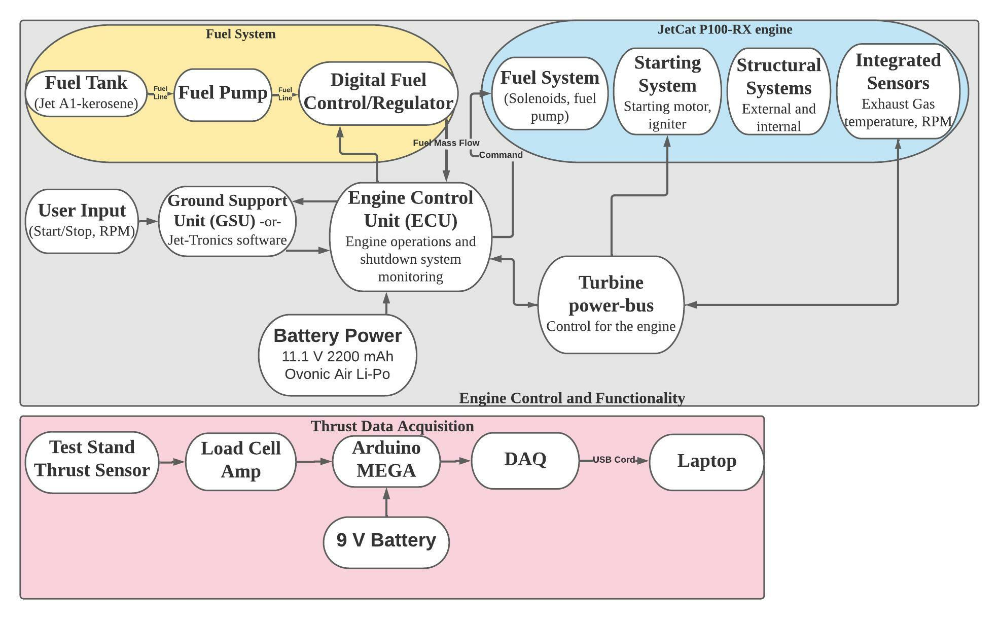 Fuel System
JetCat P100-RX engine
Fuel Tank
(Jet A1-kerosene)
Fuel
Line
Fuel Pump
Fuel
Line
Digital Fuel
Control/Regulator
Fuel System
(Solenoids, fuel
pump)
Starting
System
Starting motor,
igniter
Structural
Systems
External and
internal
Integrated
Sensors
Exhaust Gas
temperature, RPM
Fuel Mass Flow
Command
User Input
(Start/Stop, RPM)
Ground Support
Unit (GSU) -or-
Jet-Tronics software
Engine Control
Unit (ECU)
Engine operations and
shutdown system
monitoring
Turbine
power-bus
Control for the engine
Battery Power
11.1 V 2200 mAh
Ovonic Air Li-Po
Engine Control and Functionality
Thrust Data Acquisition
Test Stand
Thrust Sensor
Load Cell
Amp
Arduino
MEGA
DAQ
USB Cord
Laptop
9 V Battery